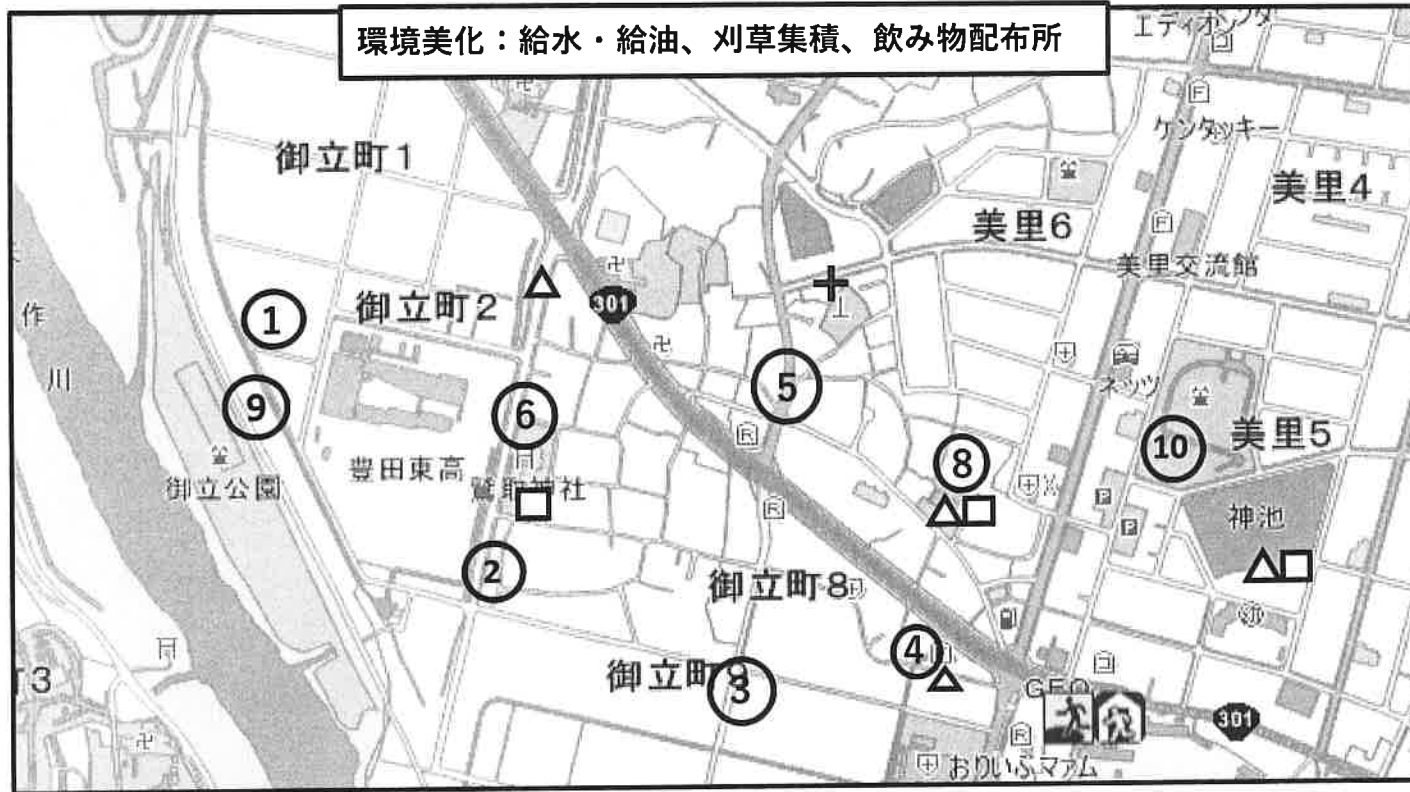 環境美化：給水・給油、刈草集積、飲み物配布所
エディオン
F
ケンタッキー
御立町1
美里4
美里6
F
美里交流館
301
御立町2
作
川
①
⑤
ネッツ
⑨
⑥
R
美里5
⑩
⑧
豊田東高
御立公園
鷲取神社
P
P
神池
R
②
御立町8
④
御立町9
③
町3
GEO
301
R
おりいぶマァム